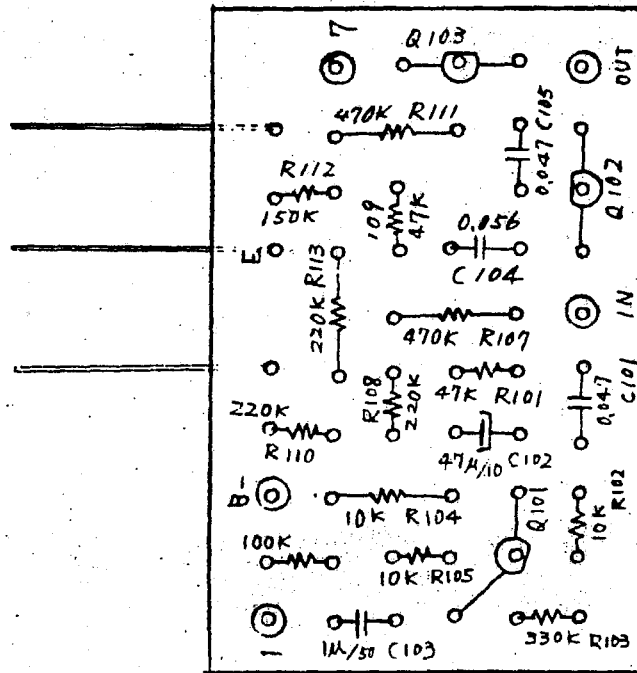 7
Q103
OUT
470K R111
0.047 C105
R112
150K
109
47K
Q102
0.056
C104
E
220K R113
IN
470K R107
R108
220K
47K R101
0.047
C101
220K
R110
47µ/10 C102
B-
10K R104
Q101
10K
R102
100K
10K R105
1
1µ/50 C103
330K R103